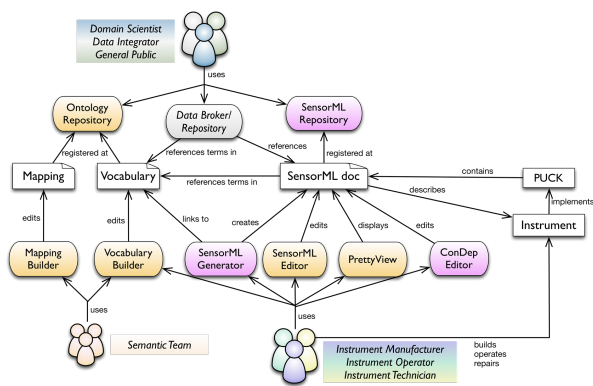 Domain Scientist
Data Integrator
General Public
uses
Ontology
Repository
Data Broker/
Repository
SensorML
Repository
registered at
references terms in
references
registered at
Mapping
Vocabulary
references terms in
SensorML doc
contains
PUCK
describes
implements
Instrument
edits
edits
links to
creates
edits
displays
edits
Mapping
Builder
Vocabulary
Builder
SensorML
Generator
SensorML
Editor
PrettyView
ConDep
Editor
uses
uses
Semantic Team
Instrument Manufacturer
Instrument Operator
Instrument Technician
builds
operates
repairs